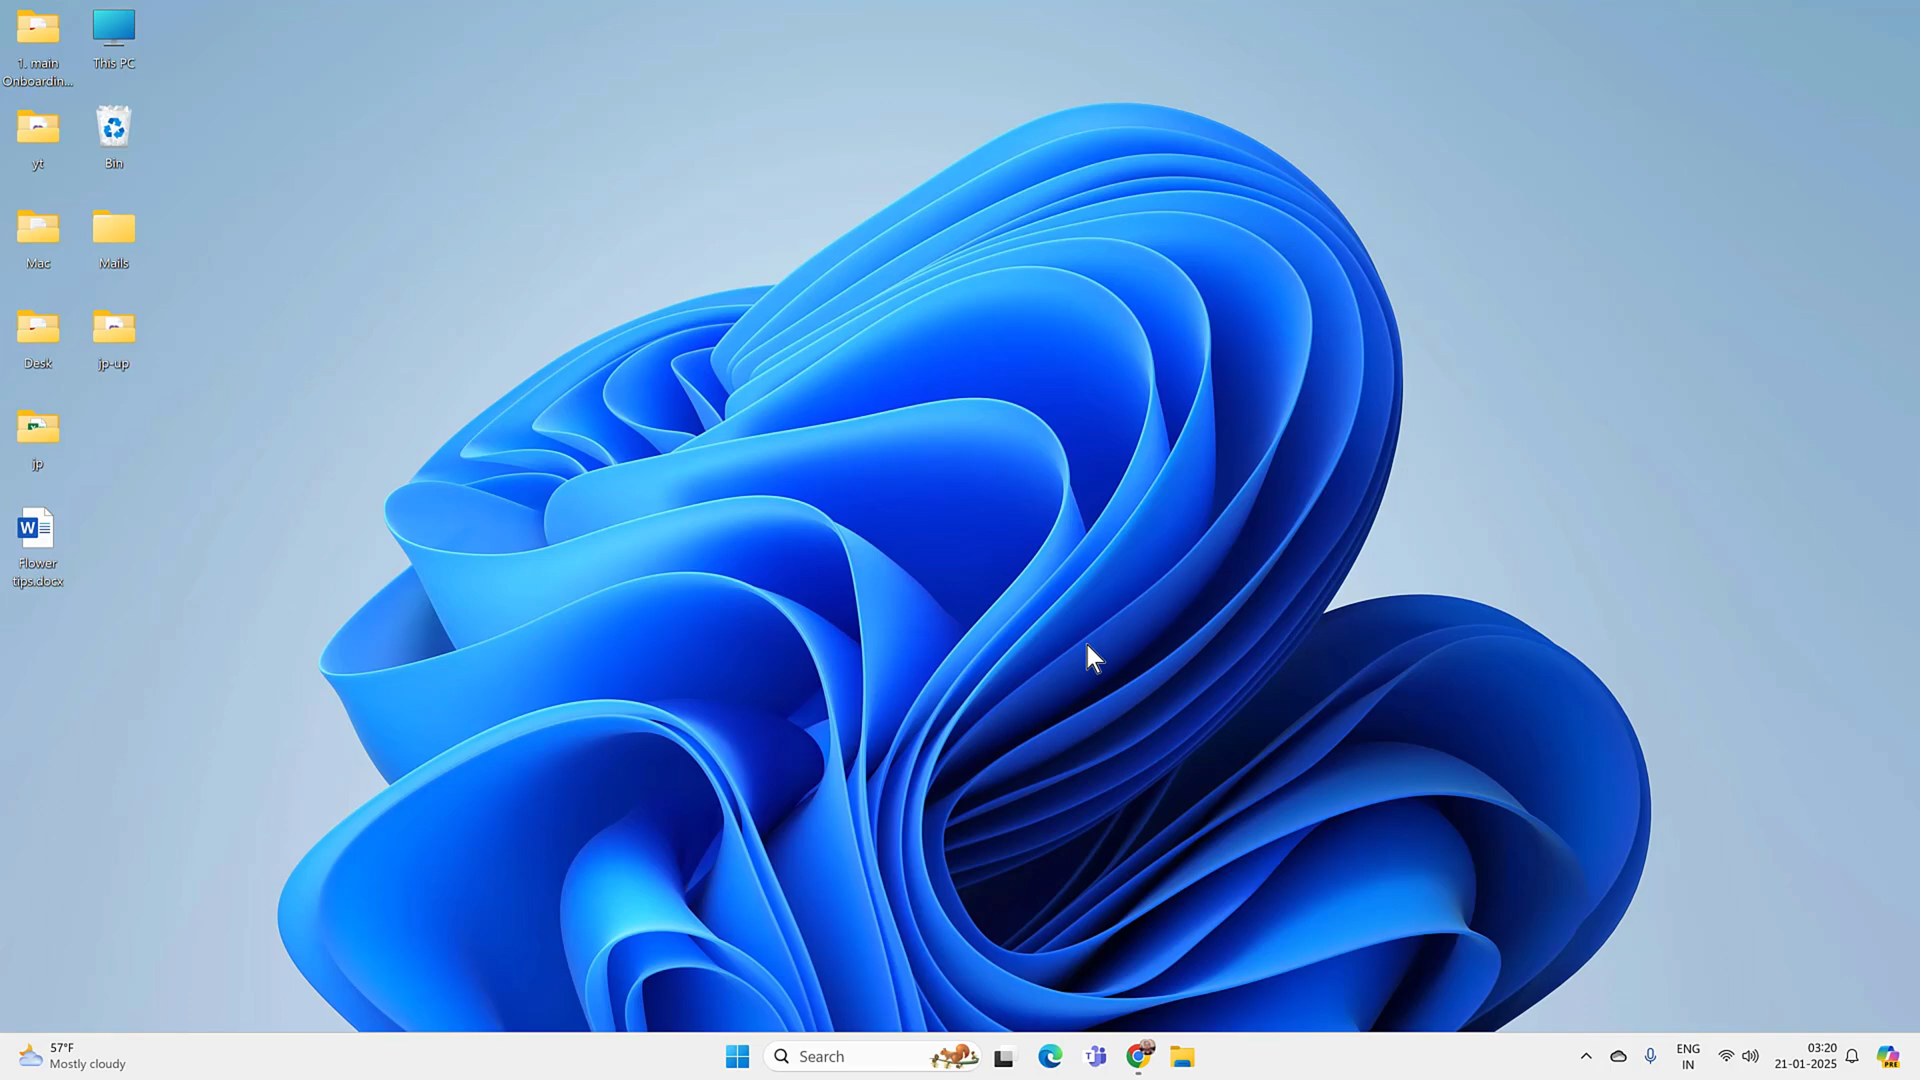 1. main
Onboardin...
This PC
yt
Bin
Mac
Mails
Desk
jp-up
jp
W
Flower
tips.docx
57°F
Mostly cloudy
Search
ENG
IN
03:20
21-01-2025
PRE